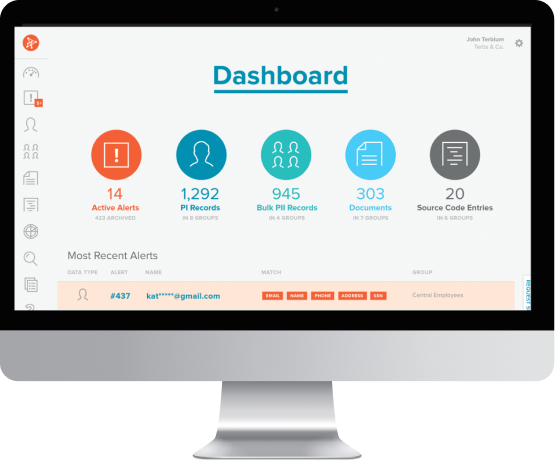 John Terblum
Terbs & Co.
Dashboard
14
Active Alerts
423 ARCHIVED
1,292
PI Records
IN 8 GROUPS
945
Bulk PII Records
IN 4 GROUPS
303
Documents
IN 7 GROUPS
20
Source Code Entries
IN 6 GROUPS
Most Recent Alerts
DATA TYPE ALERT NAME MATCH GROUP
#437 kat*****@gmail.com EMAIL NAME PHONE ADDRESS SSN Central Employees
REQUEST